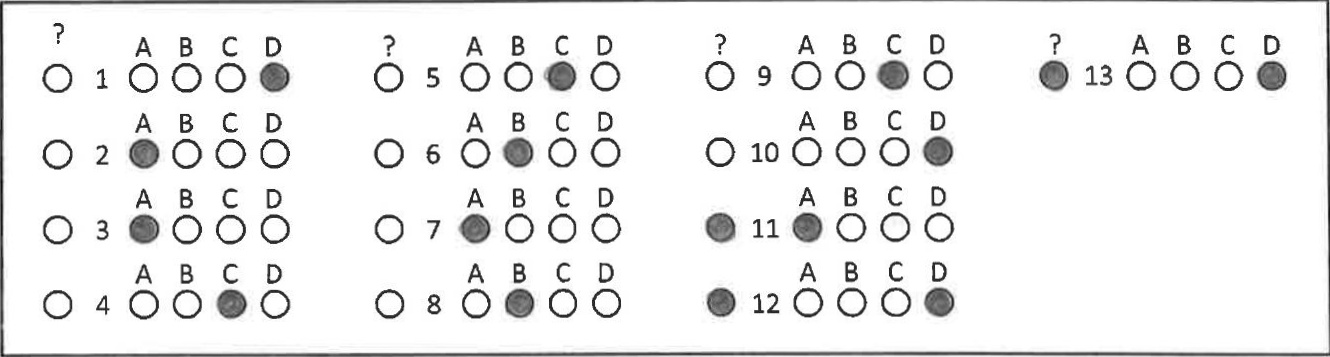 ? A B C D ? A B C D ? A B C D ? A B C D
1 5 9 13
A B C D A B C D A B C D
2 6 10
A B C D A B C D A B C D
3 7 11
A B C D A B C D A B C D
4 8 12